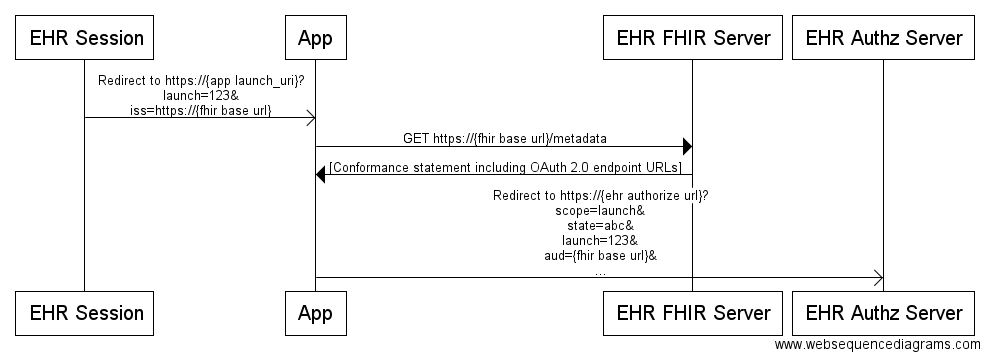 EHR Session
App
EHR FHIR Server
EHR Authz Server
Redirect to https://{app launch_uri}?
launch=123&
iss=https://{fhir base url}
GET https://{fhir base url}/metadata
[Conformance statement including OAuth 2.0 endpoint URLs]
Redirect to https://{ehr authorize url}?
scope=launch&
state=abc&
launch=123&
aud={fhir base url}&
...
EHR Session
App
EHR FHIR Server
EHR Authz Server
www.websequencediagrams.com